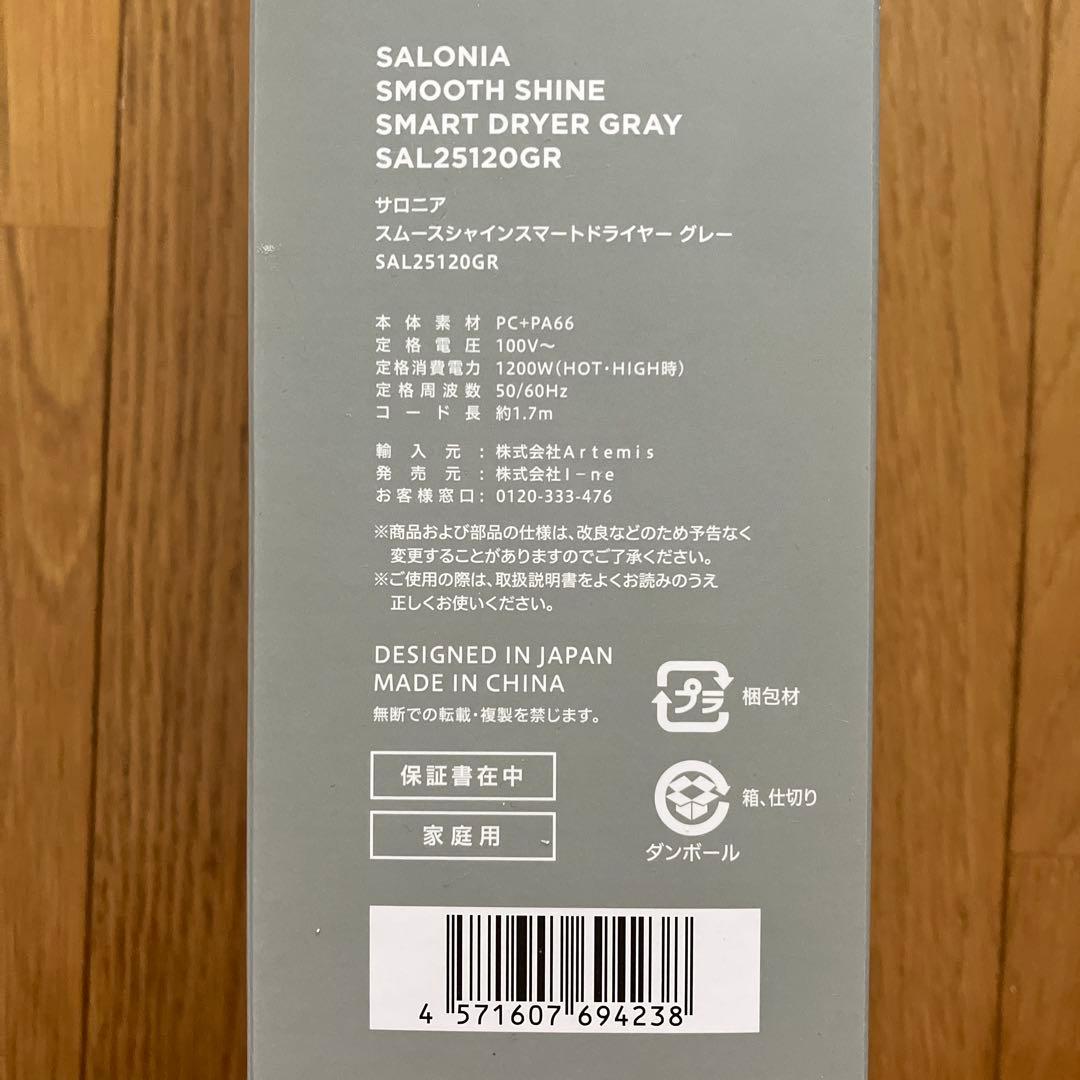 SALONIA
SMOOTH SHINE
SMART DRYER GRAY
SAL25120GR
サロニア
スムースシャインスマートドライヤー グレー
SAL25120GR
本体素材 PC+PA66
定格電圧 100V〜
定格消費電力 1200W(HOT・HIGH時)
定格周波数 50/60Hz
コード長 約1.7m
輸入元：株式会社Artemis
発売元：株式会社I-ne
お客様窓口：0120-333-476
※商品および部品の仕様は、改良などのため予告なく
変更することがありますのでご了承ください。
※ご使用の際は、取扱説明書をよくお読みのうえ
正しくお使いください。
DESIGNED IN JAPAN
MADE IN CHINA
無断での転載・複製を禁じます。
プラ 梱包材
保証書在中
箱、仕切り
ダンボール
家庭用
4 571607 694238